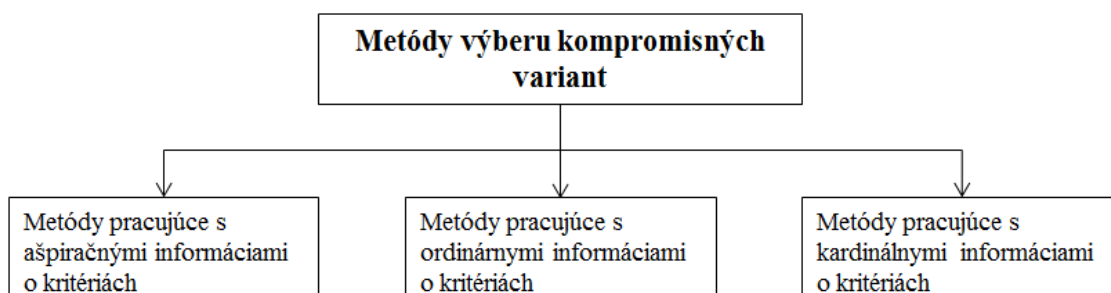 Metódy výberu kompromisných
variant
Metódy pracujúce s
ašpiračnými informáciami
o kritériách
Metódy pracujúce s
ordinárnymi informáciami
o kritériách
Metódy pracujúce s
kardinálnymi informáciami
o kritériách